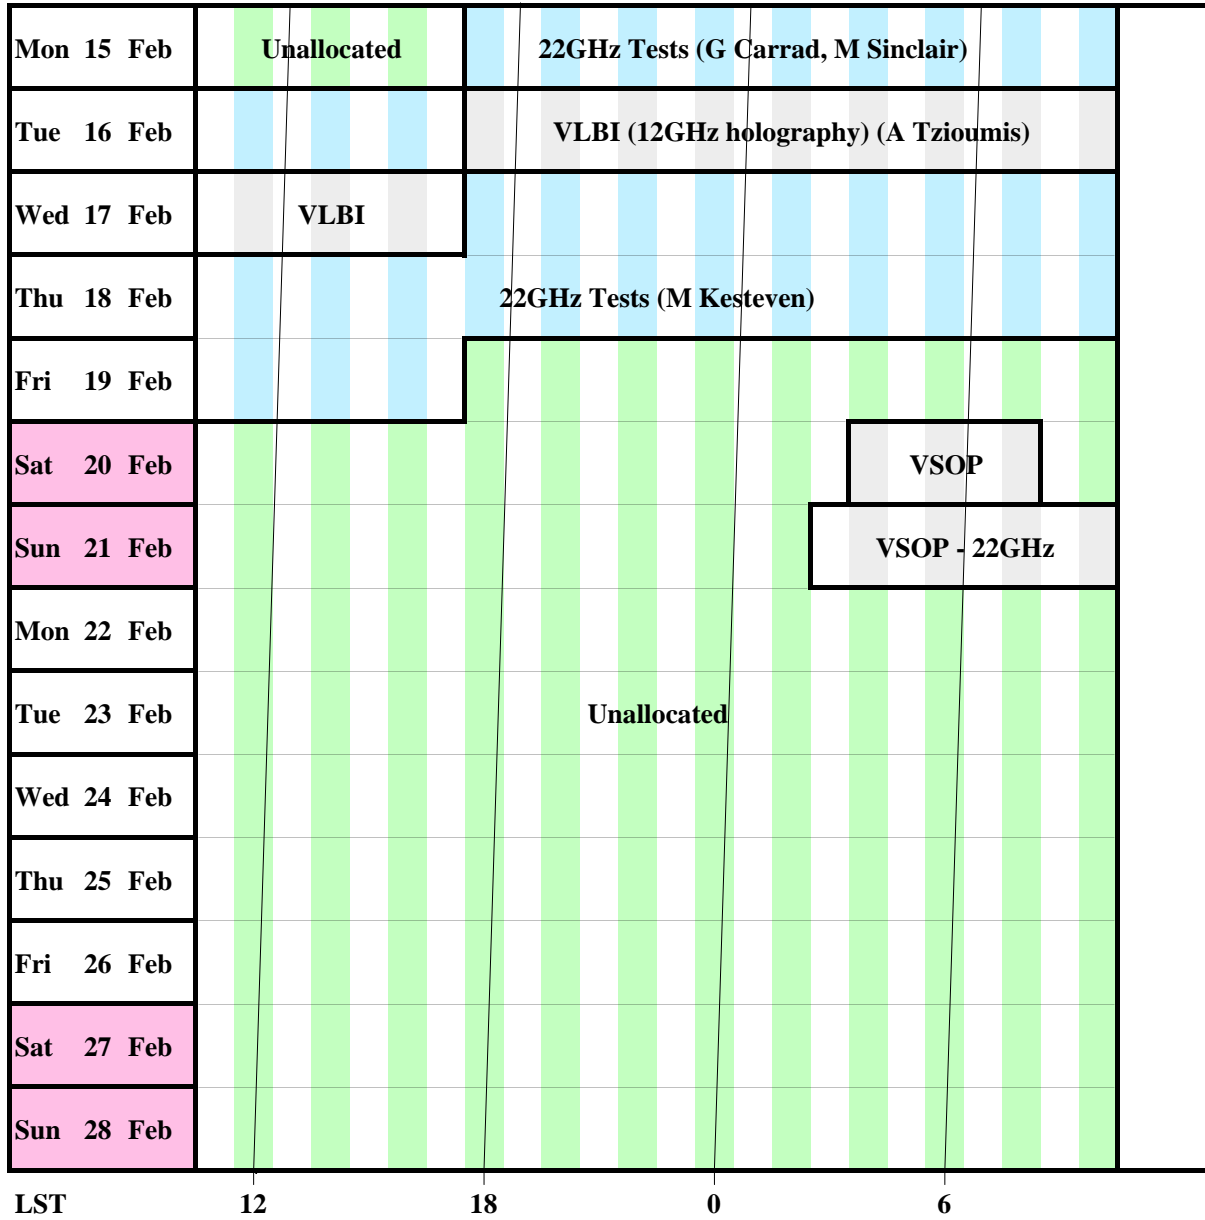 Mon 15 Feb Unallocated 22GHz Tests (G Carrad, M Sinclair)
Tue 16 Feb VLBI (12GHz holography) (A Tzioumis)
Wed 17 Feb VLBI
Thu 18 Feb 22GHz Tests (M Kesteven)
Fri 19 Feb
Sat 20 Feb VSOP
Sun 21 Feb VSOP - 22GHz
Mon 22 Feb
Tue 23 Feb Unallocated
Wed 24 Feb
Thu 25 Feb
Fri 26 Feb
Sat 27 Feb
Sun 28 Feb
LST 12 18 0 6